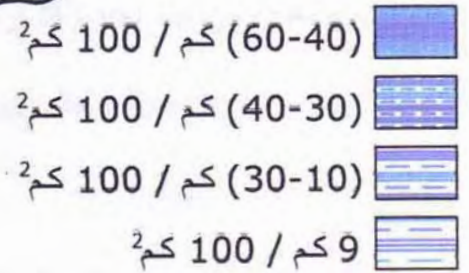 (60-40) كم / 100 كم²
(40-30) كم / 100 كم²
(30-10) كم / 100 كم²
9 كم / 100 كم²